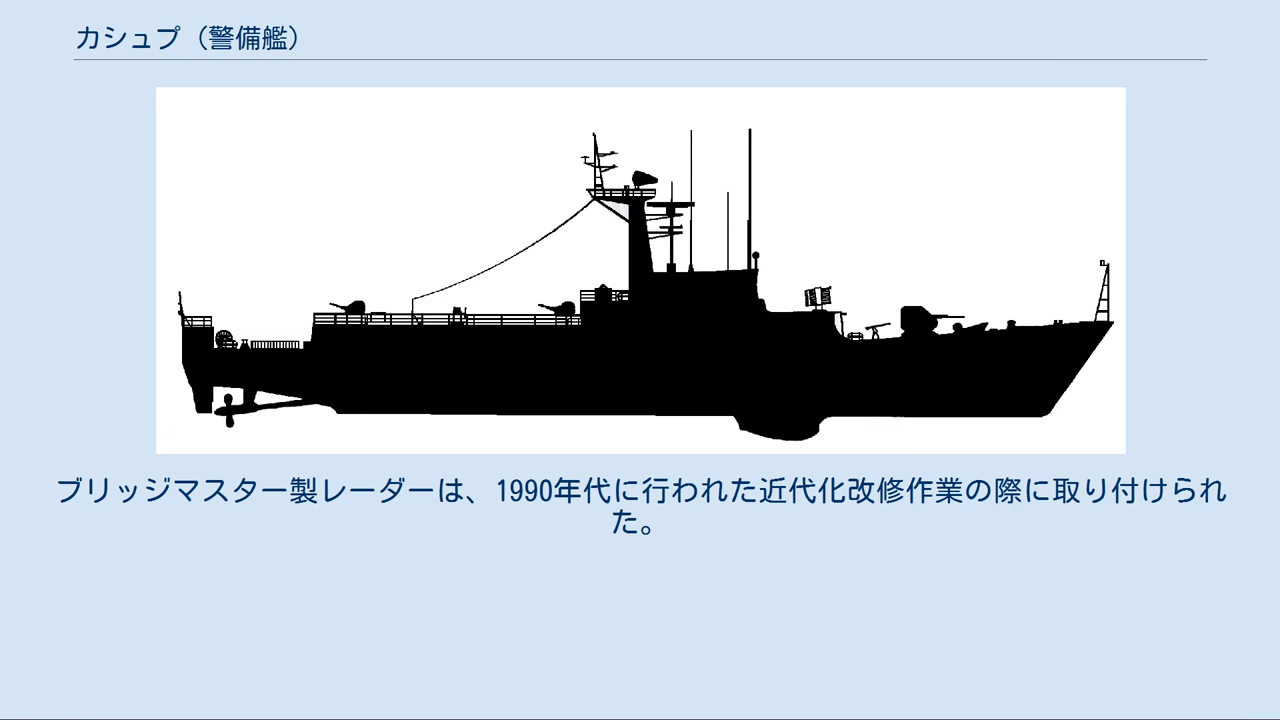 カシュプ（警備艦）
ブリッジマスター製レーダーは、1990年代に行われた近代化改修作業の際に取り付けられ
た。